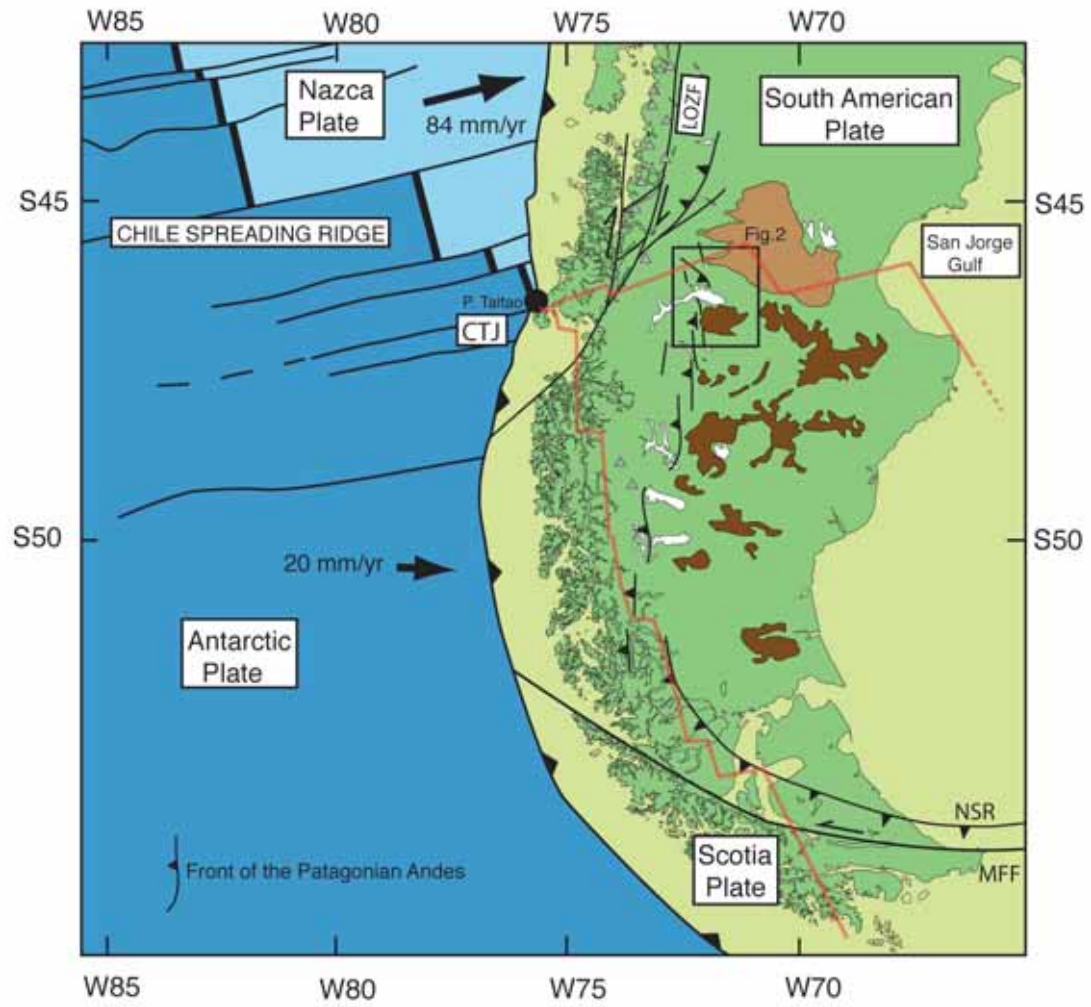 W85 W80 W75 W70
Nazca
Plate
84 mm/yr
LOZF
South American
Plate
S45 S45
CHILE SPREADING RIDGE
Fig.2
San Jorge
Gulf
P. Taitao
CTJ
S50 S50
20 mm/yr
Antarctic
Plate
NSR
Scotia
Plate
MFF
Front of the Patagonian Andes
W85 W80 W75 W70